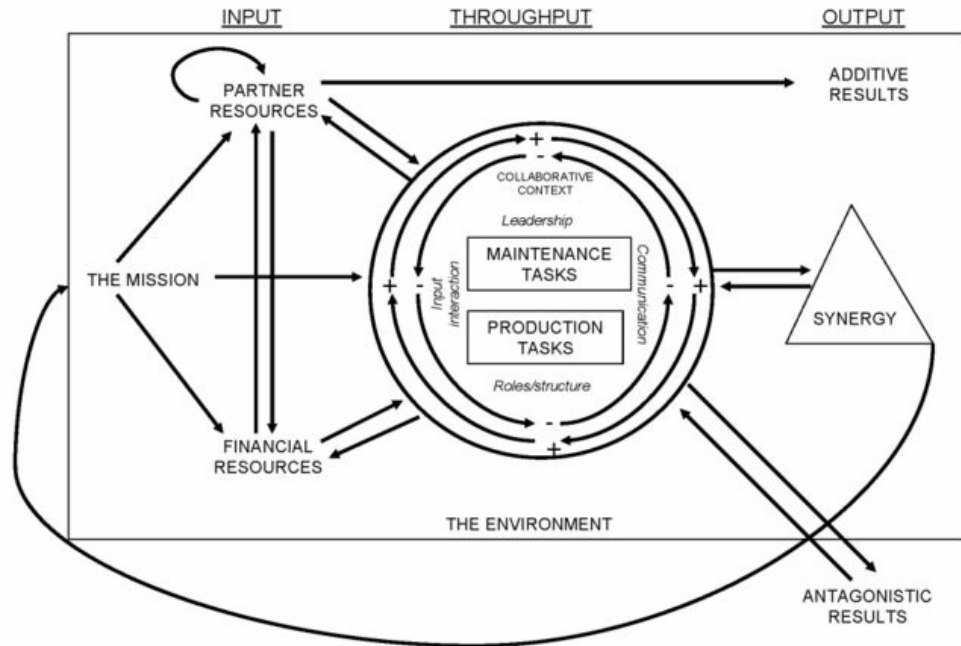 INPUT
THROUGHPUT
OUTPUT
PARTNER
RESOURCES
ADDITIVE
RESULTS
+
-
COLLABORATIVE
CONTEXT
Leadership
MAINTENANCE
TASKS
THE MISSION
+
-
Input
interaction
Communication
-
+
SYNERGY
PRODUCTION
TASKS
Roles/structure
-
+
FINANCIAL
RESOURCES
THE ENVIRONMENT
ANTAGONISTIC
RESULTS